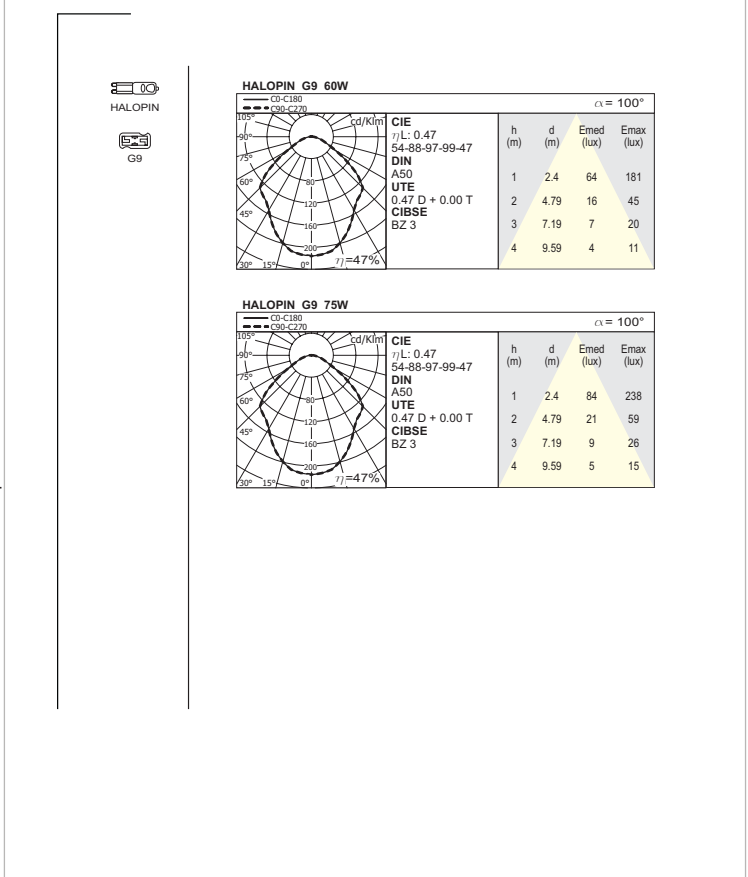 HALOPIN
G9
HALOPIN G9 60W
C0-C180
C90-C270
α = 100°
105°
90°
75°
60°
45°
30° 15° 0°
cd/Klm
80
120
160
200
η=47%
CIE
ηL: 0.47
54-88-97-99-47
DIN
A50
UTE
0.47 D + 0.00 T
CIBSE
BZ 3
h d Emed Emax
(m) (m) (lux) (lux)
1 2.4 64 181
2 4.79 16 45
3 7.19 7 20
4 9.59 4 11
HALOPIN G9 75W
C0-C180
C90-C270
α = 100°
105°
90°
75°
60°
45°
30° 15° 0°
cd/Klm
80
120
160
200
η=47%
CIE
ηL: 0.47
54-88-97-99-47
DIN
A50
UTE
0.47 D + 0.00 T
CIBSE
BZ 3
h d Emed Emax
(m) (m) (lux) (lux)
1 2.4 84 238
2 4.79 21 59
3 7.19 9 26
4 9.59 5 15